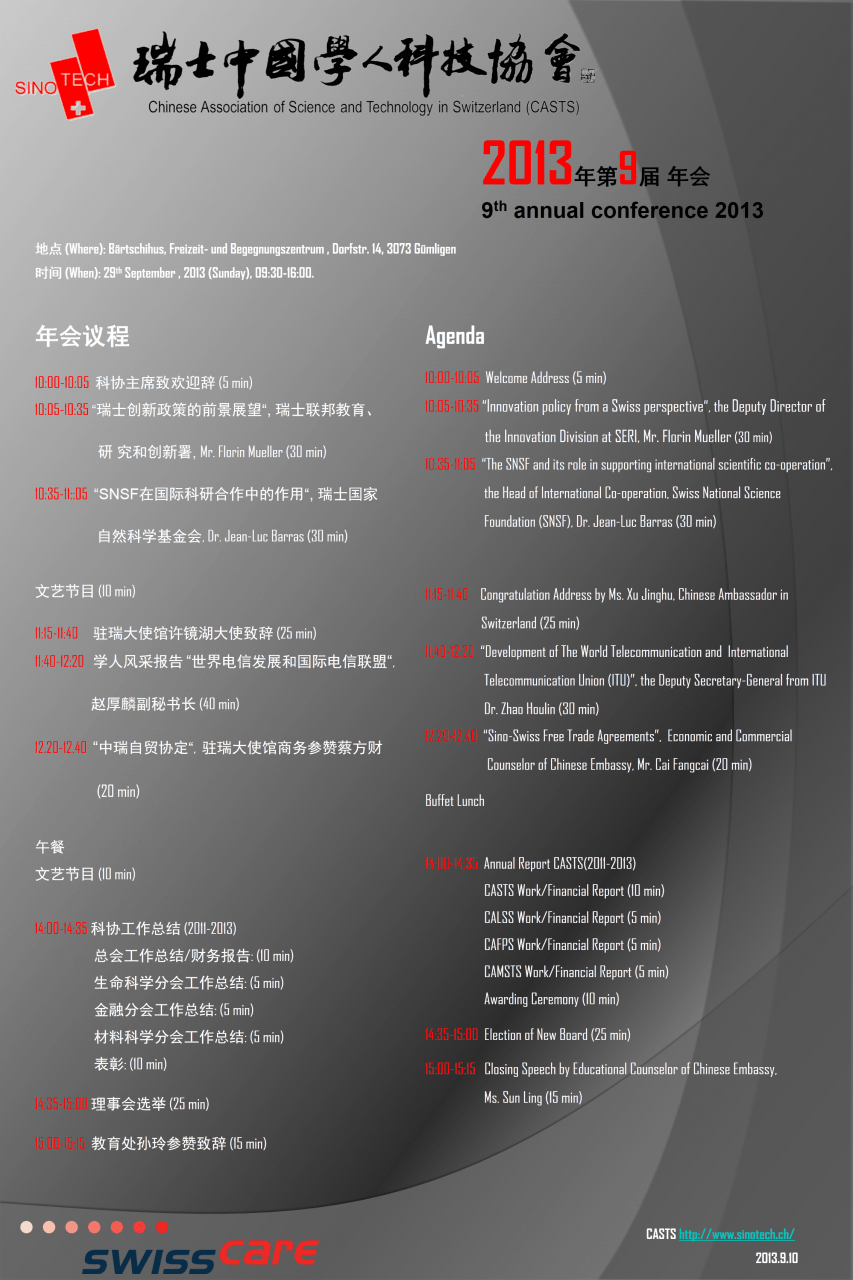 SINO TECH
瑞士中國學人科技協會
Chinese Association of Science and Technology in Switzerland (CASTS)
2013年第9届 年会
9th annual conference 2013
地点 (Where): Bärtschihus, Freizeit- und Begegnungszentrum , Dorfstr. 14, 3073 Gümligen
时间 (When): 29th September , 2013 (Sunday), 09:30-16:00.
年会议程
10:00-10:05 科协主席致欢迎辞 (5 min)
10:05-10:35 “瑞士创新政策的前景展望“, 瑞士联邦教育、
研 究和创新署, Mr. Florin Mueller (30 min)
10:35-11:.05 “SNSF在国际科研合作中的作用“, 瑞士国家
自然科学基金会, Dr. Jean-Luc Barras (30 min)
文艺节目 (10 min)
11:15-11:40 驻瑞大使馆许镜湖大使致辞 (25 min)
11:40-12:20 学人风采报告 “世界电信发展和国际电信联盟“,
赵厚麟副秘书长 (40 min)
12.20-12.40 “中瑞自贸协定“, 驻瑞大使馆商务参赞蔡方财
(20 min)
午餐
文艺节目 (10 min)
14:00-14:35 科协工作总结 (2011-2013)
总会工作总结/财务报告: (10 min)
生命科学分会工作总结: (5 min)
金融分会工作总结: (5 min)
材料科学分会工作总结: (5 min)
表彰: (10 min)
14:35-15:00 理事会选举 (25 min)
15:00-15:15 教育处孙玲参赞致辞 (15 min)
Agenda
10:00-10:05 Welcome Address (5 min)
10:05-10:35 “Innovation policy from a Swiss perspective“, the Deputy Director of
the Innovation Division at SERI, Mr. Florin Mueller (30 min)
10:35-11:05 “The SNSF and its role in supporting international scientific co-operation”,
the Head of International Co-operation, Swiss National Science
Foundation (SNSF), Dr. Jean-Luc Barras (30 min)
11:15-11:40 Congratulation Address by Ms. Xu Jinghu, Chinese Ambassador in
Switzerland (25 min)
11:40-12:20 “Development of The World Telecommunication and International
Telecommunication Union (ITU)”, the Deputy Secretary-General from ITU
Dr. Zhao Houlin (30 min)
12.20-12.40 “Sino-Swiss Free Trade Agreements”, Economic and Commercial
Counselor of Chinese Embassy, Mr. Cai Fangcai (20 min)
Buffet Lunch
14:00-14:35 Annual Report CASTS(2011-2013)
CASTS Work/Financial Report (10 min)
CALSS Work/Financial Report (5 min)
CAFPS Work/Financial Report (5 min)
CAMSTS Work/Financial Report (5 min)
Awarding Ceremony (10 min)
14:35-15:00 Election of New Board (25 min)
15:00-15:15 Closing Speech by Educational Counselor of Chinese Embassy,
Ms. Sun Ling (15 min)
swisscare
CASTS http://www.sinotech.ch/
2013.9.10